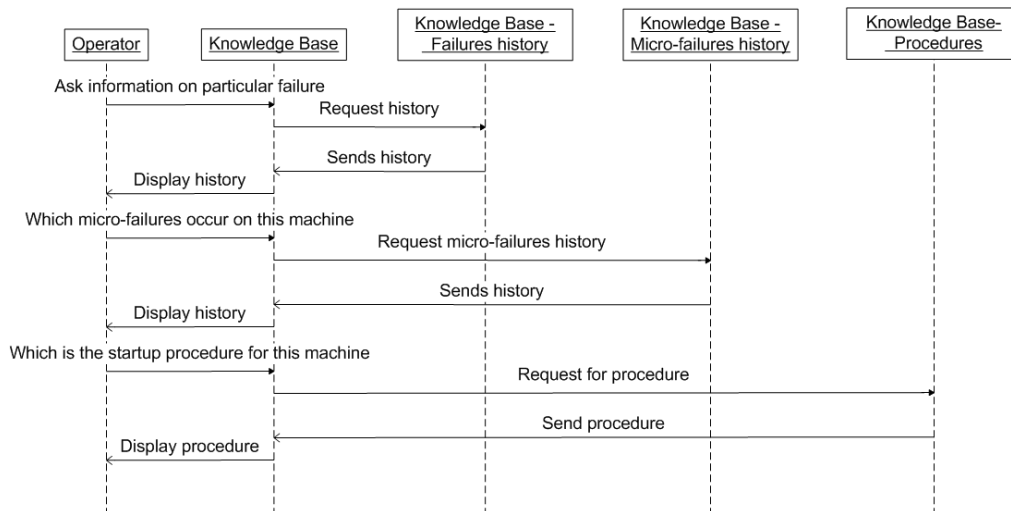 Operator
Knowledge Base
Knowledge Base -
Failures history
Knowledge Base -
Micro-failures history
Knowledge Base-
Procedures
Ask information on particular failure
Request history
Sends history
Display history
Which micro-failures occur on this machine
Request micro-failures history
Sends history
Display history
Which is the startup procedure for this machine
Request for procedure
Send procedure
Display procedure